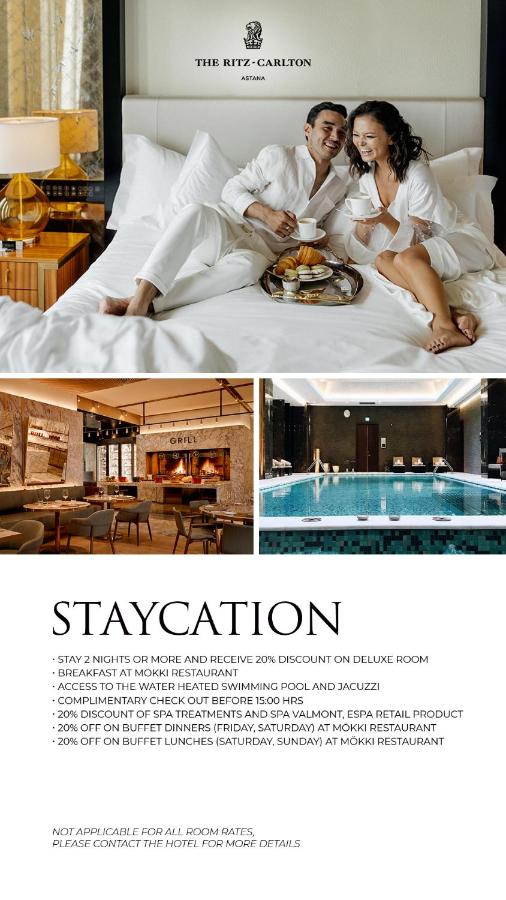 THE RITZ-CARLTON
ASTANA
GRILL
STAYCATION
· STAY 2 NIGHTS OR MORE AND RECEIVE 20% DISCOUNT ON DELUXE ROOM
· BREAKFAST AT MÖKKI RESTAURANT
· ACCESS TO THE WATER HEATED SWIMMING POOL AND JACUZZI
· COMPLIMENTARY CHECK OUT BEFORE 15:00 HRS
· 20% DISCOUNT OF SPA TREATMENTS AND SPA VALMONT, ESPA RETAIL PRODUCT
· 20% OFF ON BUFFET DINNERS (FRIDAY, SATURDAY) AT MÖKKI RESTAURANT
· 20% OFF ON BUFFET LUNCHES (SATURDAY, SUNDAY) AT MÖKKI RESTAURANT
NOT APPLICABLE FOR ALL ROOM RATES,
PLEASE CONTACT THE HOTEL FOR MORE DETAILS